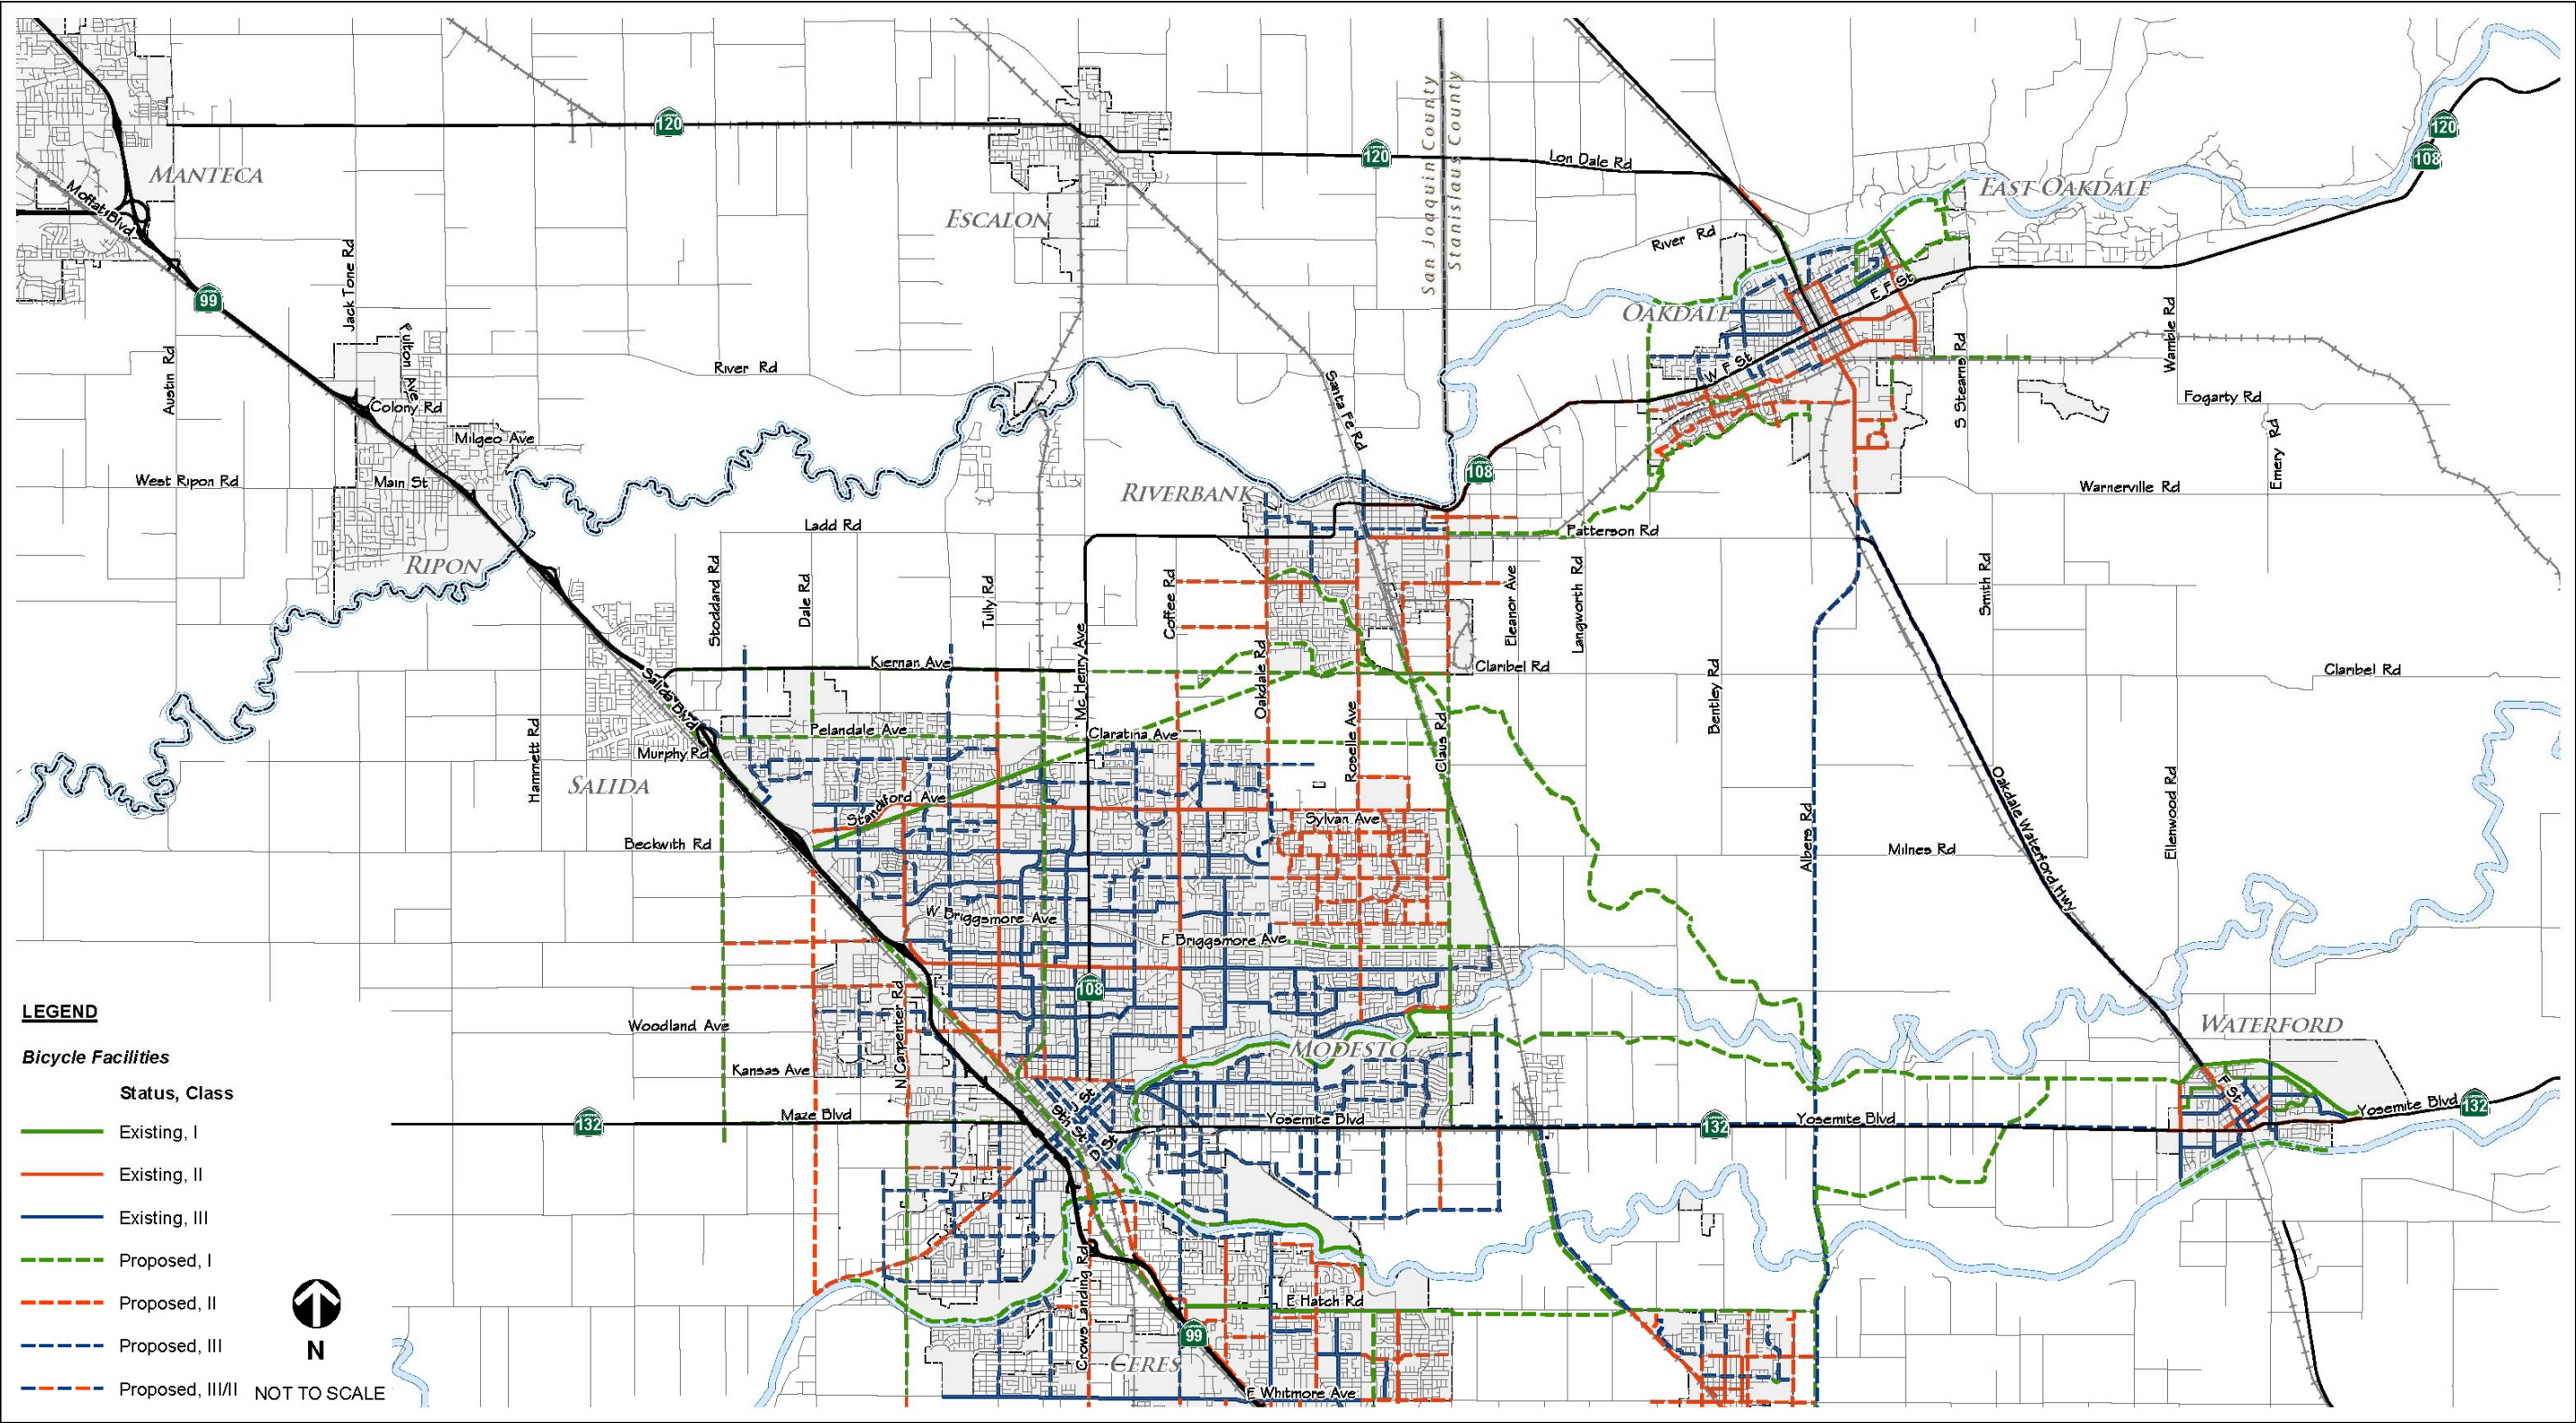 120
120
San Joaquin County
Stanislaus County
Lon Dale Rd
120
108
MANTECA
Moffat Blvd
ESCALON
EAST OAKDALE
River Rd
99
Jack Tone Rd
OAKDALE
E F St
W F St
Austin Rd
Fulton Ave
Colony Rd
River Rd
Santa Fe Rd
S Stearns Rd
Wamble Rd
Fogarty Rd
Emery Rd
Milgeo Ave
West Ripon Rd
Main St
108
RIVERBANK
Warnerville Rd
Ladd Rd
Patterson Rd
RIPON
Stoddard Rd
Dale Rd
Tully Rd
Coffee Rd
Eleanor Ave
Langworth Rd
Smith Rd
Kiernan Ave
Mc Henry Ave
Oakdale Rd
Claribel Rd
Bentley Rd
Claribel Rd
Salida Blvd
Hammett Rd
Pelandale Ave
Claratina Ave
Roselle Ave
Claus Rd
Murphy Rd
SALIDA
Standiford Ave
Sylvan Ave
Oakdale Waterford Hwy
Ellenwood Rd
Albers Rd
Beckwith Rd
Milnes Rd
W Briggsmore Ave
E Briggsmore Ave
108
N Carpenter Rd
Woodland Ave
MODESTO
WATERFORD
Kansas Ave
J St
9th St
D St
F St
132
Maze Blvd
Yosemite Blvd
132
Yosemite Blvd
Yosemite Blvd
132
Crows Landing Rd
E Hatch Rd
99
CERES
E Whitmore Ave
LEGEND
Bicycle Facilities
Status, Class
Existing, I
Existing, II
Existing, III
Proposed, I
Proposed, II
Proposed, III
Proposed, III/II
N
NOT TO SCALE